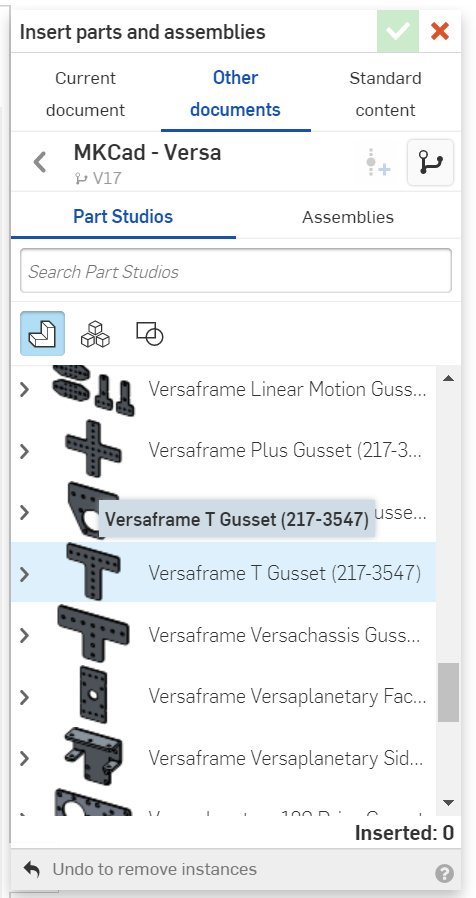 Insert parts and assemblies
Current document
Other documents
Standard content
MKCad - Versa
V17
Part Studios
Assemblies
Search Part Studios
Versaframe Linear Motion Guss...
Versaframe Plus Gusset (217-3...
usse...
Versaframe T Gusset (217-3547)
Versaframe T Gusset (217-3547)
Versaframe Versachassis Guss...
Versaframe Versaplanetary Fac...
Versaframe Versaplanetary Sid...
Inserted: 0
Undo to remove instances